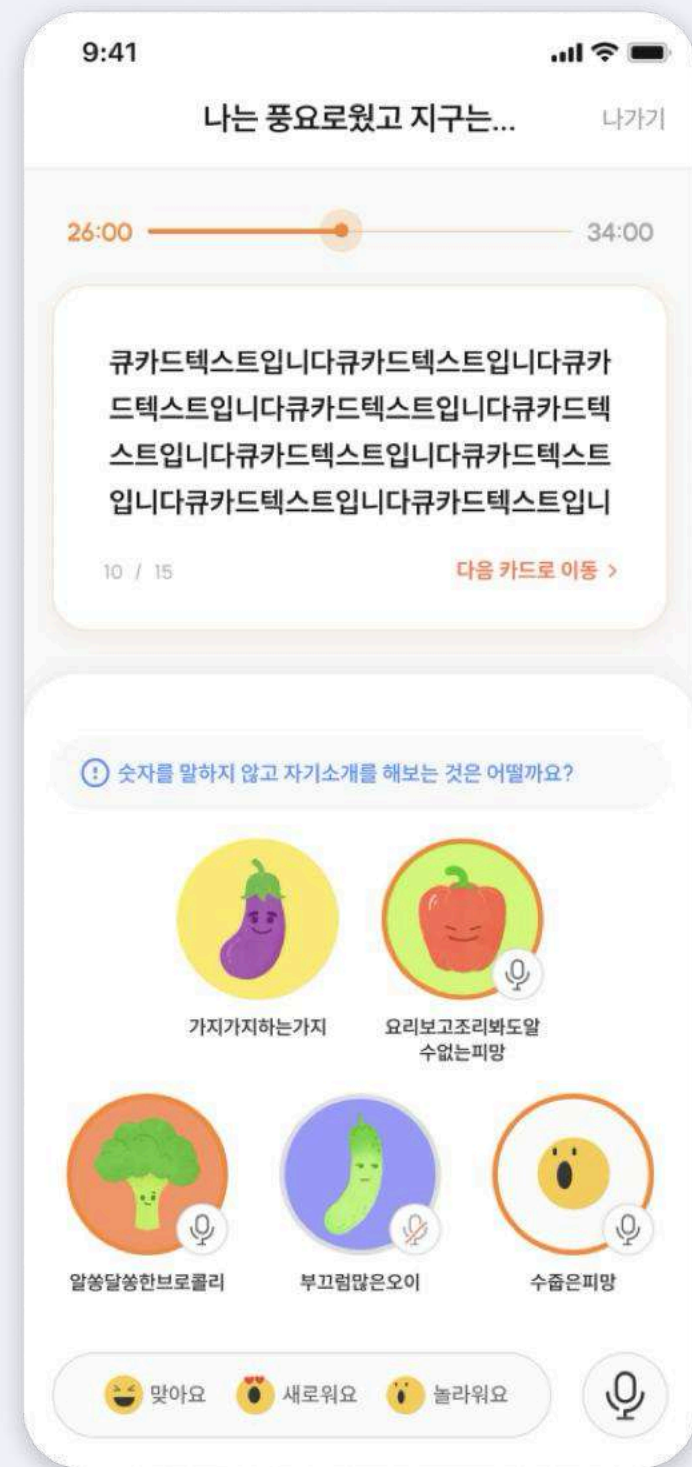 9:41
나는 풍요로웠고 지구는... 나가기
26:00 34:00
큐카드텍스트입니다큐카드텍스트입니다큐카
드텍스트입니다큐카드텍스트입니다큐카드텍
스트입니다큐카드텍스트입니다큐카드텍스트
입니다큐카드텍스트입니다큐카드텍스트입니
10 / 15 다음 카드로 이동 >
숫자를 말하지 않고 자기소개를 해보는 것은 어떨까요?
가지가지하는가지
요리보고조리봐도알
수없는피망
알쏭달쏭한브로콜리 부끄럼많은오이 수줍은피망
맞아요 새로워요 놀라워요